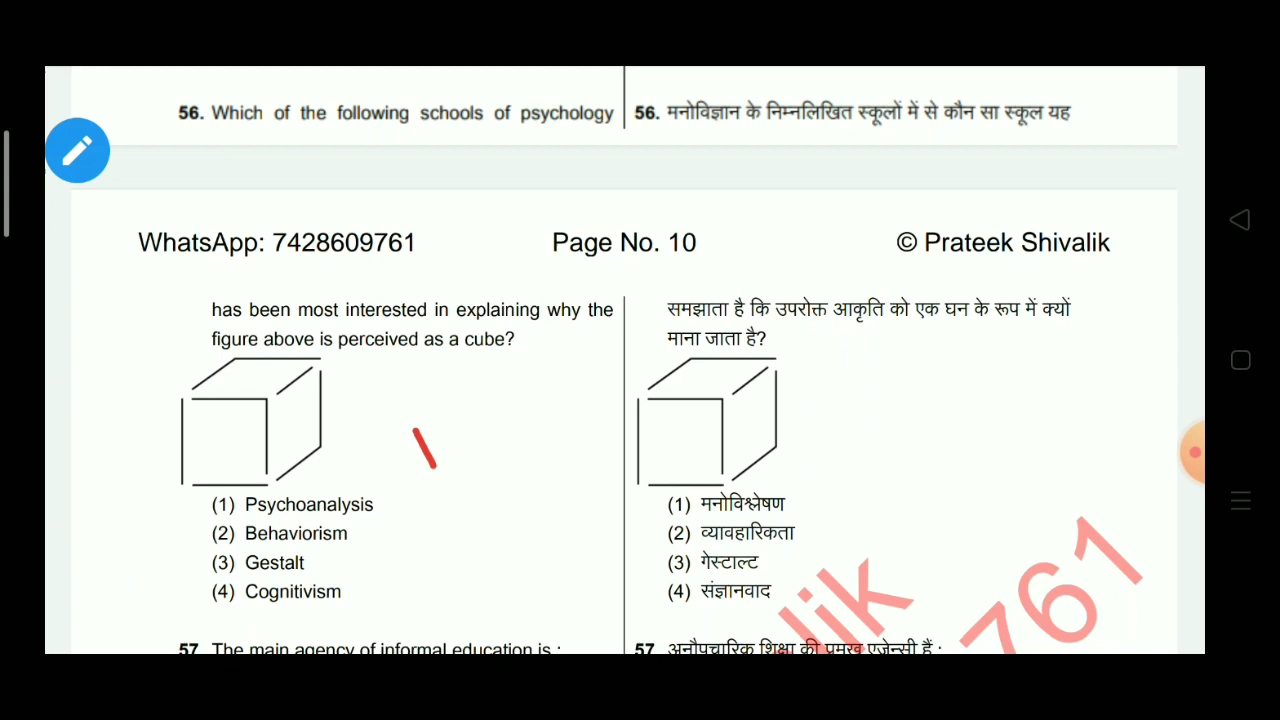 56. Which of the following schools of psychology
56. मनोविज्ञान के निम्नलिखित स्कूलों में से कौन सा स्कूल यह
WhatsApp: 7428609761 Page No. 10 © Prateek Shivalik
has been most interested in explaining why the
figure above is perceived as a cube?
(1) Psychoanalysis
(2) Behaviorism
(3) Gestalt
(4) Cognitivism
57 The main agency of informal education is :
समझाता है कि उपरोक्त आकृति को एक घन के रूप में क्यों
माना जाता है?
(1) मनोविश्लेषण
(2) व्यावहारिकता
(3) गेस्टाल्ट
(4) संज्ञानवाद
57 अनौपचारिक शिक्षा की प्रमुख एजेन्सी हैं :
lik
761